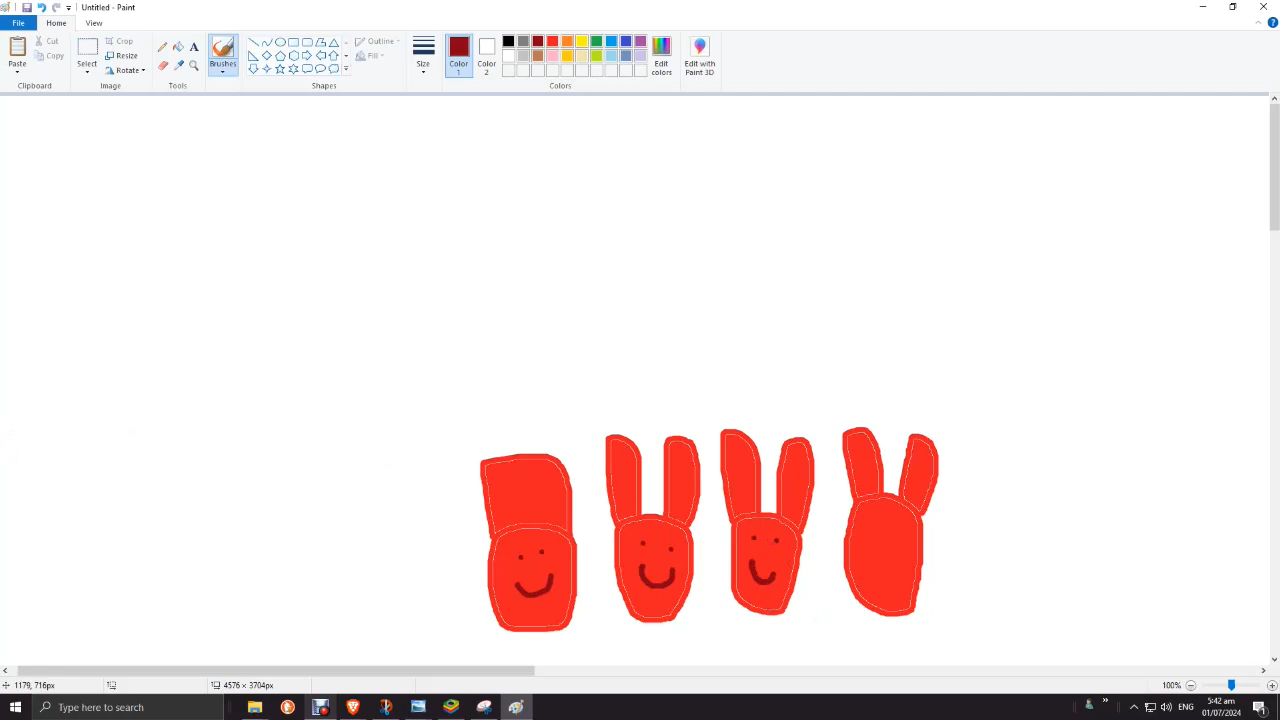 Untitled - Paint
File Home View
Paste
Cut
Copy
Clipboard
Select
Crop
Resize
Rotate
Image
A
Tools
Brushes
Shapes
Outline
Fill
Size
Color 1
Color 2
Colors
Edit colors
Edit with Paint 3D
1179, 716px
4576 × 3704px
100%
Type here to search
ENG
5:42 pm
01/07/2024
1